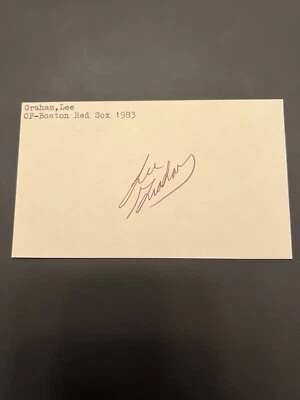 Graham,Lee
OF-Boston Red Sox 1983
Lee
Graham